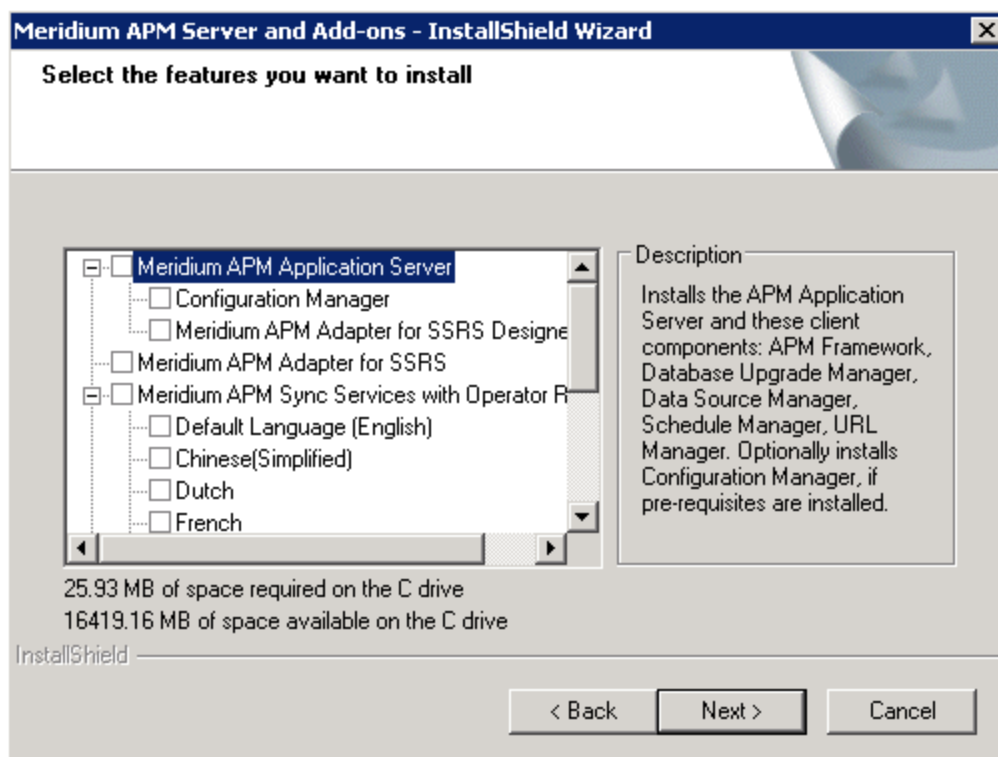 Meridium APM Server and Add-ons - InstallShield Wizard
Select the features you want to install
Meridium APM Application Server
Configuration Manager
Meridium APM Adapter for SSRS Designe
Meridium APM Adapter for SSRS
Meridium APM Sync Services with Operator R
Default Language (English)
Chinese(Simplified)
Dutch
French
Description
Installs the APM Application
Server and these client
components: APM Framework,
Database Upgrade Manager,
Data Source Manager,
Schedule Manager, URL
Manager. Optionally installs
Configuration Manager, if
pre-requisites are installed.
25.93 MB of space required on the C drive
16419.16 MB of space available on the C drive
InstallShield
< Back
Next >
Cancel